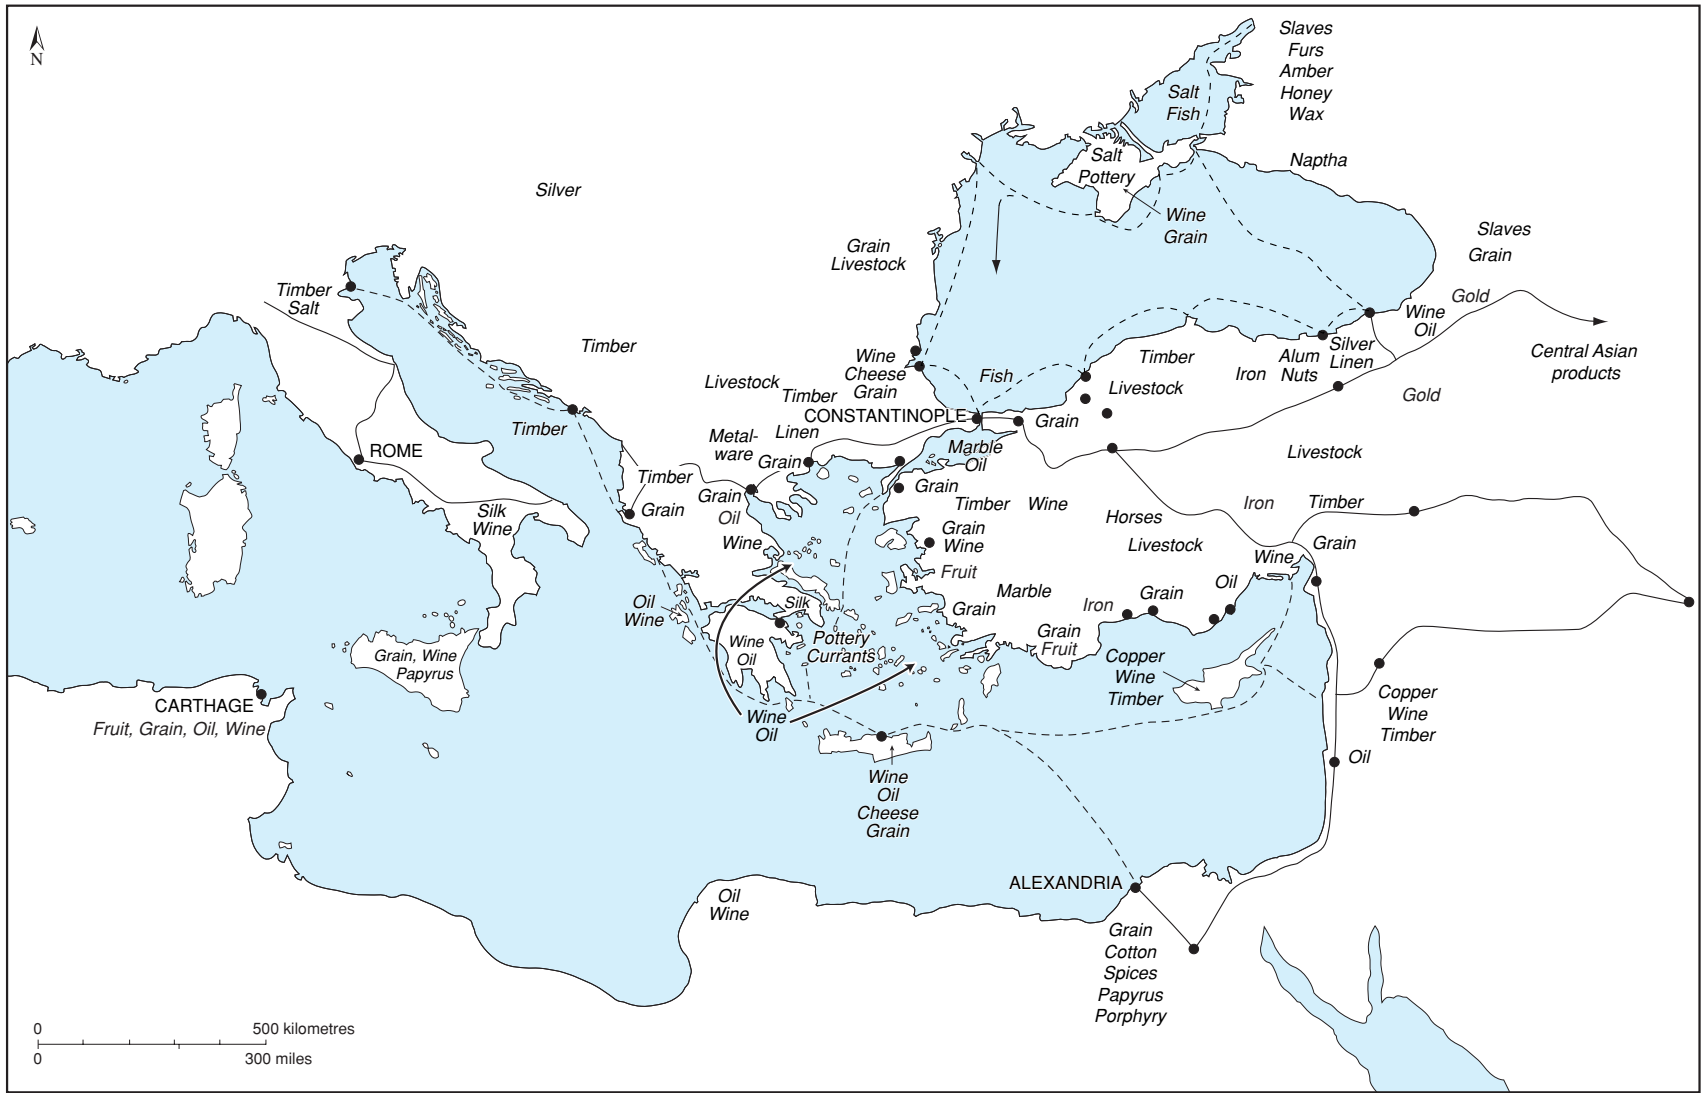 N
Slaves
Furs
Amber
Honey
Wax
Salt
Fish
Salt
Pottery
Naptha
Silver
Wine
Grain
Slaves
Grain
Grain
Livestock
Timber
Salt
Gold
Wine
Oil
Central Asian
products
Timber
Wine
Cheese
Grain
Fish
Timber
Iron
Alum
Nuts
Silver
Linen
Livestock
Timber
Livestock
Gold
CONSTANTINOPLE
Grain
Timber
Linen
Metal-
ware
Grain
Marble
Oil
Livestock
ROME
Timber
Grain
Oil
Grain
Grain
Timber
Wine
Iron
Timber
Silk
Wine
Wine
Grain
Wine
Horses
Livestock
Wine
Grain
Fruit
Marble
Grain
Iron
Grain
Oil
Oil
Wine
Silk
Wine
Oil
Pottery
Currants
Grain
Fruit
Grain, Wine
Papyrus
Copper
Wine
Timber
Copper
Wine
Timber
CARTHAGE
Fruit, Grain, Oil, Wine
Wine
Oil
Oil
Wine
Oil
Cheese
Grain
ALEXANDRIA
Oil
Wine
Grain
Cotton
Spices
Papyrus
Porphyry
0 500 kilometres
0 300 miles